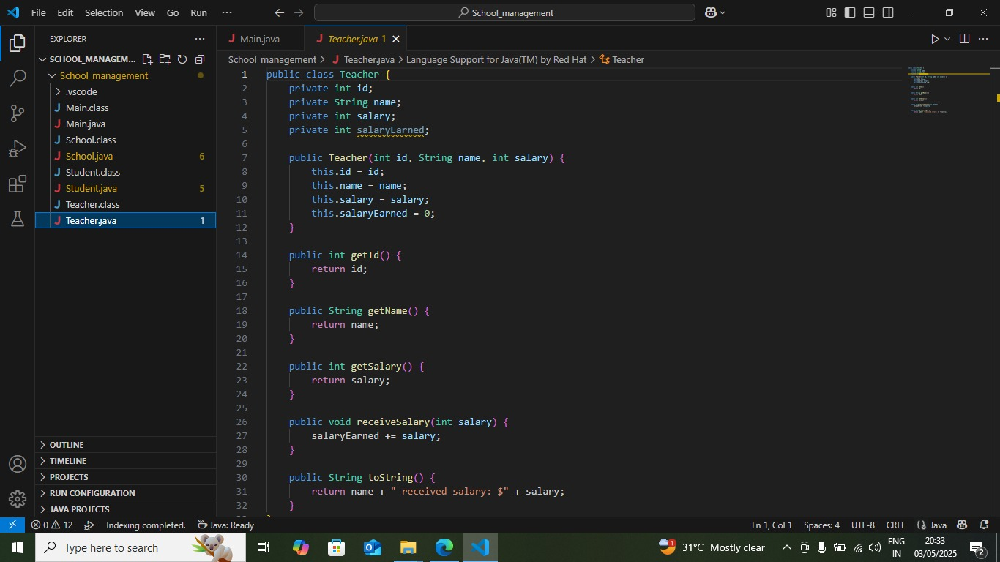 File Edit Selection View Go Run ··· School_management
EXPLORER
Main.java
Teacher.java 1
SCHOOL_MANAGEM...
School_management > Teacher.java > Language Support for Java(TM) by Red Hat > Teacher
School_management
.vscode
Main.class
Main.java
School.class
School.java 6
Student.class
Student.java 5
Teacher.class
Teacher.java 1
1 public class Teacher {
2 private int id;
3 private String name;
4 private int salary;
5 private int salaryEarned;
6
7 public Teacher(int id, String name, int salary) {
8 this.id = id;
9 this.name = name;
10 this.salary = salary;
11 this.salaryEarned = 0;
12 }
13
14 public int getId() {
15 return id;
16 }
17
18 public String getName() {
19 return name;
20 }
21
22 public int getSalary() {
23 return salary;
24 }
25
26 public void receiveSalary(int salary) {
27 salaryEarned += salary;
28 }
29
30 public String toString() {
31 return name + " received salary: $" + salary;
32 }
OUTLINE
TIMELINE
PROJECTS
RUN CONFIGURATION
JAVA PROJECTS
0 12 Indexing completed. Java: Ready Ln 1, Col 1 Spaces: 4 UTF-8 CRLF Java
Type here to search
1 31°C Mostly clear
ENG
IN
20:33
03/05/2025
2